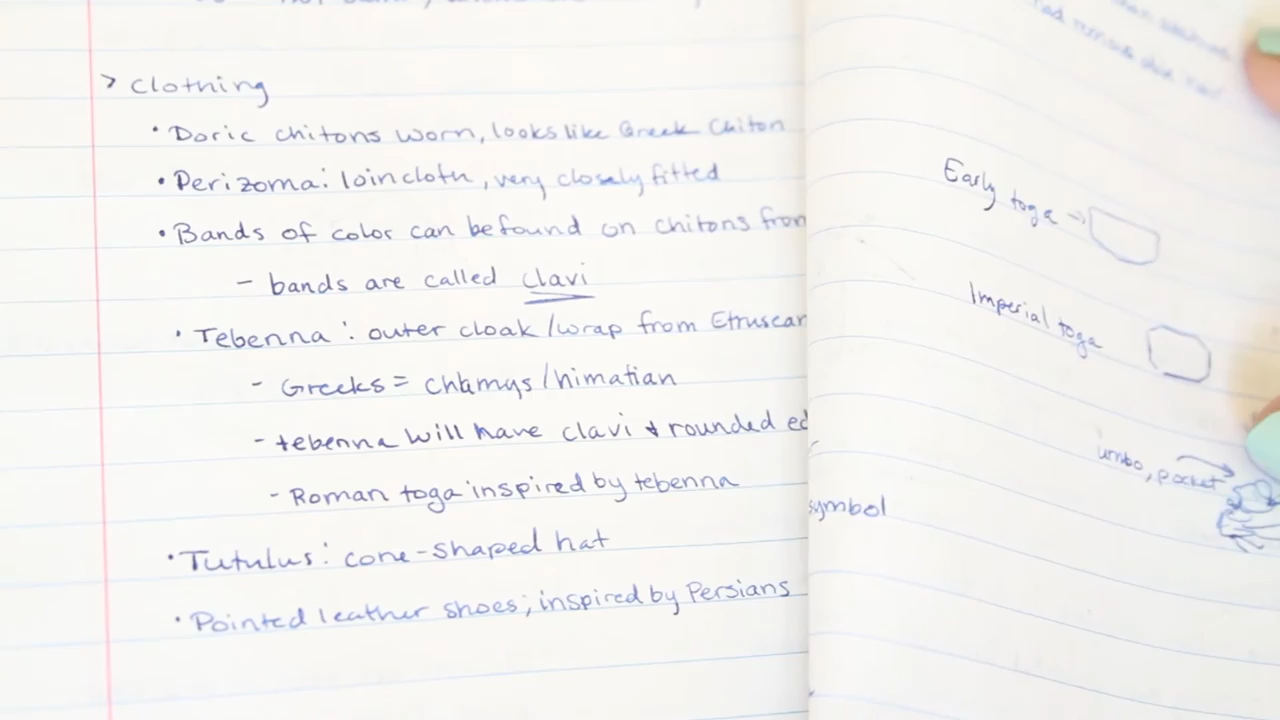 > Clothing
• Doric chitons worn, looks like Greek Chiton
• Perizoma: loincloth, very closely fitted
• Bands of color can be found on chitons from
- bands are called clavi
• Tebenna: outer cloak/wrap from Etruscan
- Greeks = chlamys/himatian
- tebenna will have clavi & rounded ed
- Roman toga inspired by tebenna
• Tutulus: cone-shaped hat
• Pointed leather shoes; inspired by Persians
Early toga →
Imperial toga
umbo, pocket
symbol